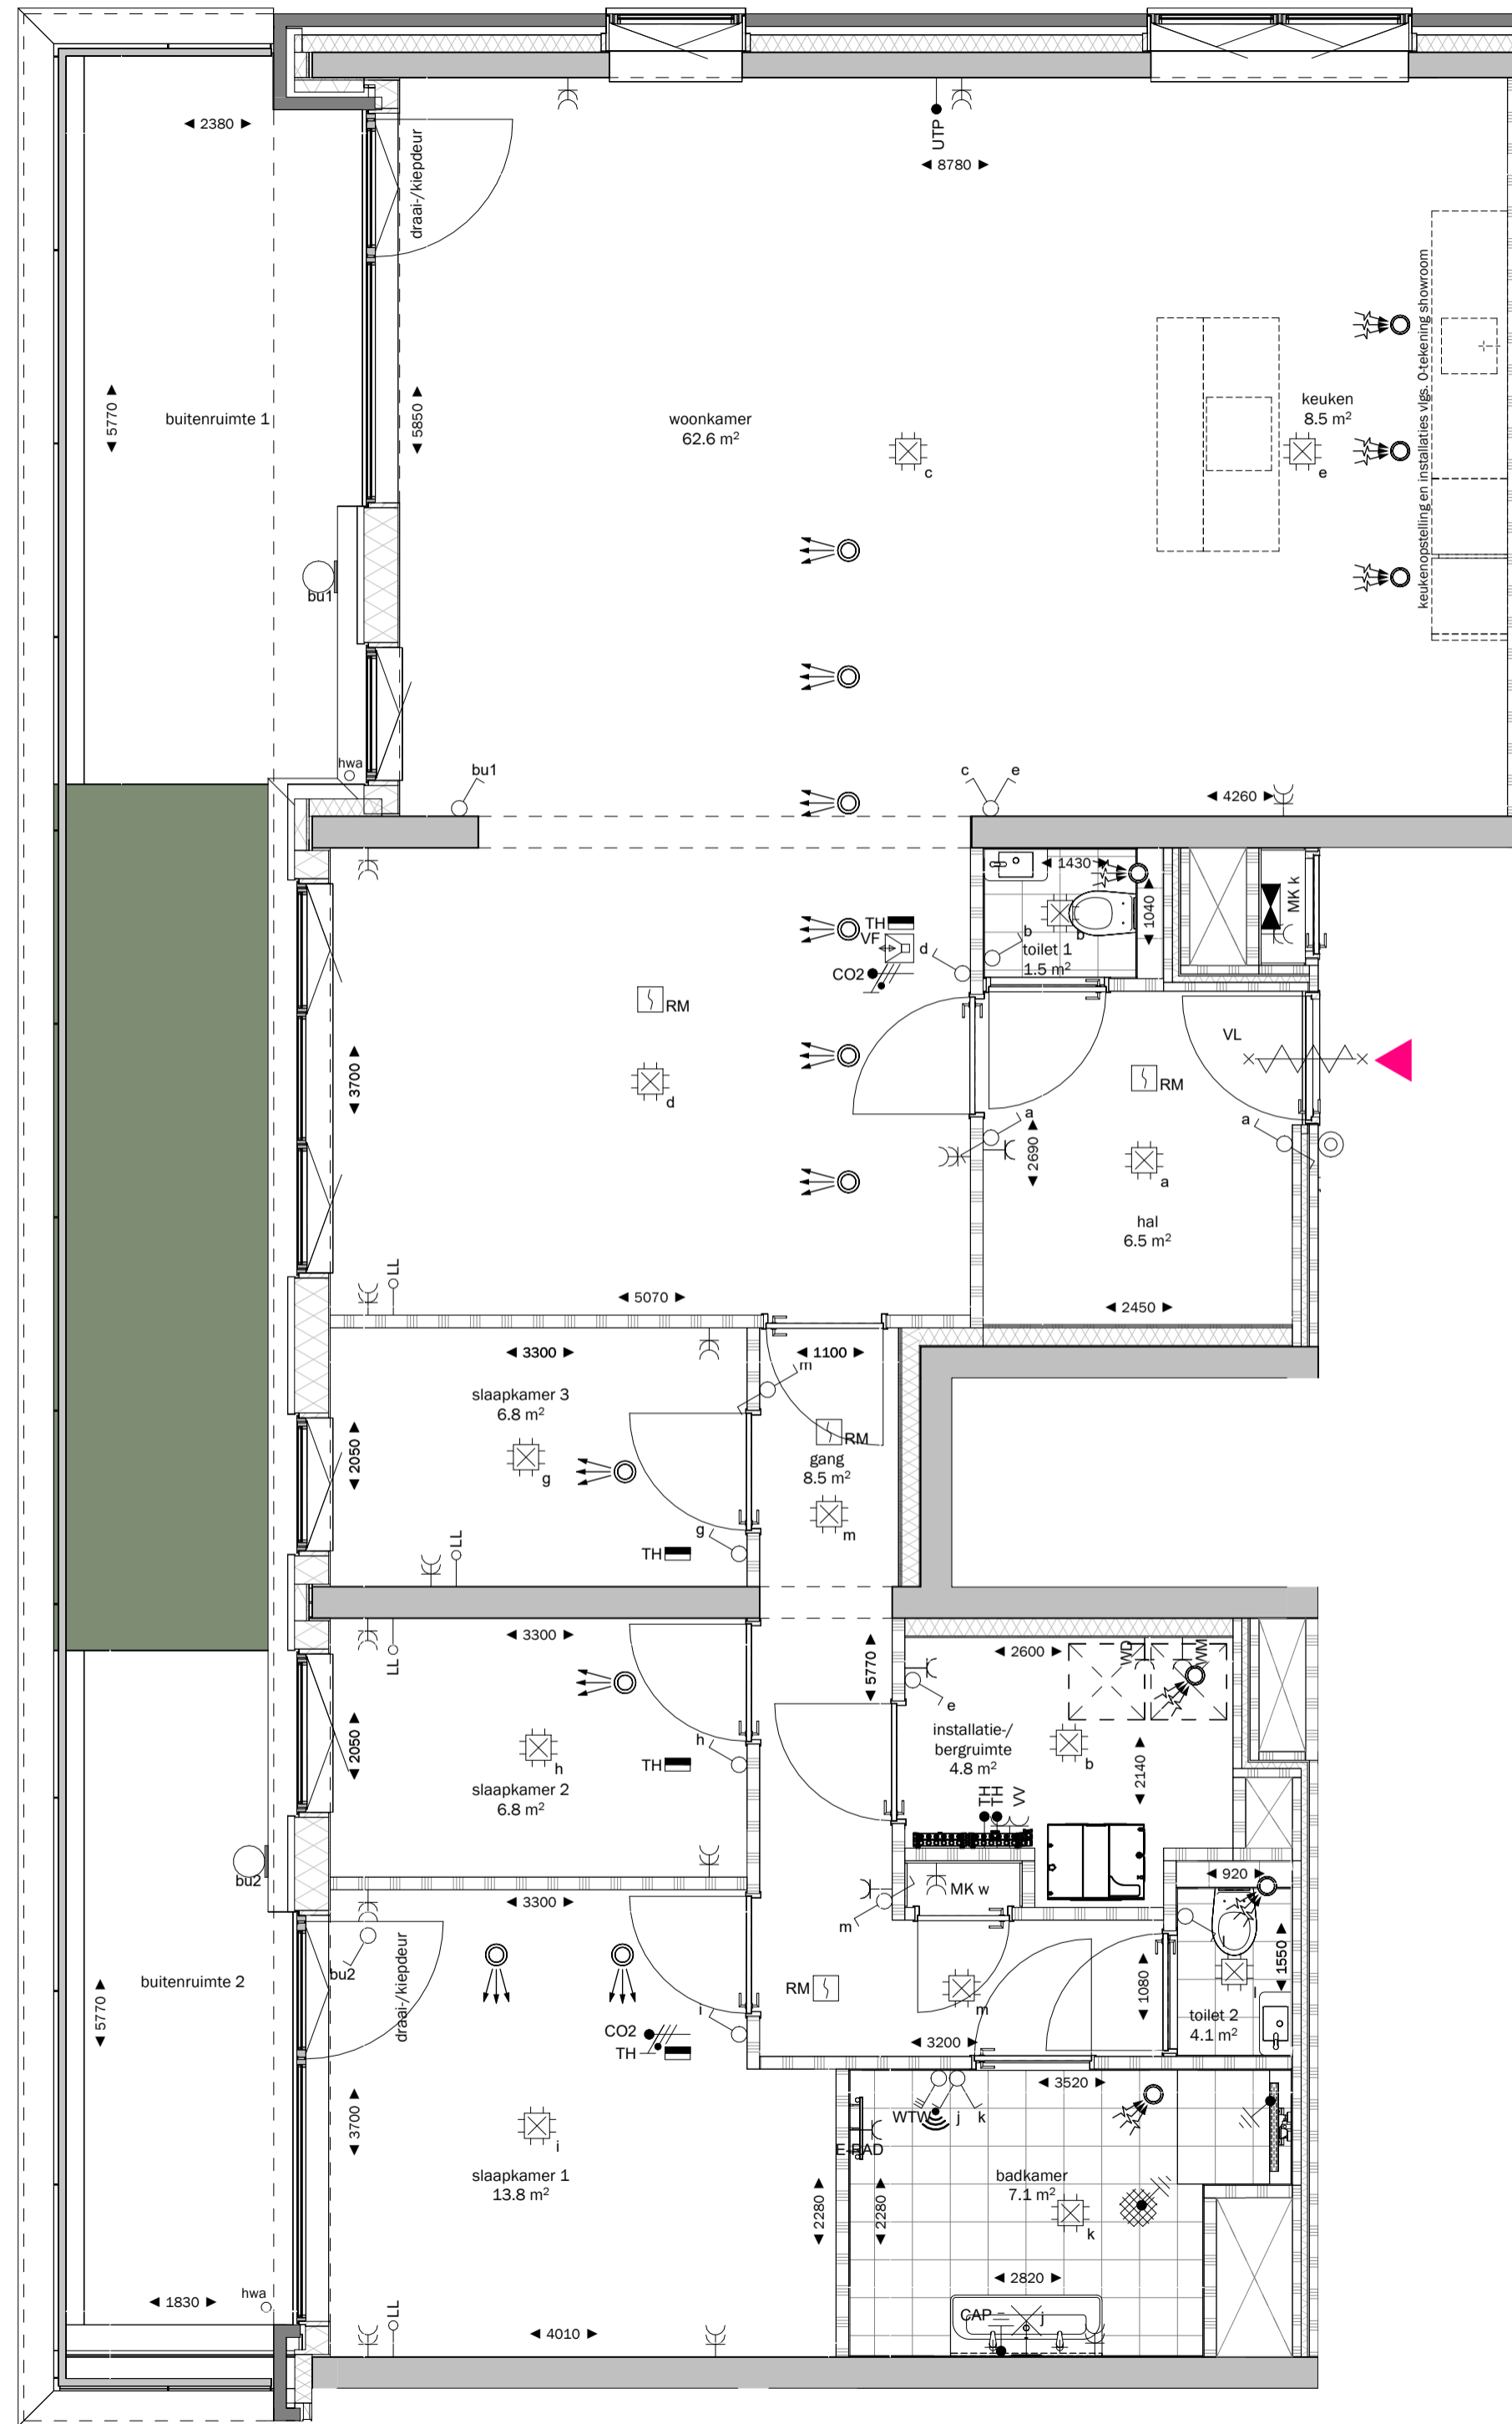 ◄ 2380 ►
draai-/kiepdeur
UTP
◄ 8780 ►
◄ 5770 ►
buitenruimte 1
◄ 5850 ►
woonkamer
62.6 m²
c
keuken
8.5 m²
e
keukenopstelling en installaties vlgs. 0-tekening showroom
bu1
hwa
bu1
c
e
◄ 4260 ►
◄ 1430 ►
◄ 1040 ►
b
b
toilet 1
1.5 m²
MK k
TH
VF
CO2
d
RM
d
◄ 3700 ►
VL
RM
a
a
◄ 2690 ►
a
hal
6.5 m²
LL
◄ 5070 ►
◄ 2450 ►
◄ 3300 ►
◄ 1100 ►
m
slaapkamer 3
6.8 m²
g
◄ 2050 ►
RM
gang
8.5 m²
m
g
TH
LL
◄ 3300 ►
LL
◄ 5770 ►
◄ 2600 ►
WD
WM
e
installatie-/
bergruimte
4.8 m²
b
◄ 2140 ►
◄ 2050 ►
h
h
TH
slaapkamer 2
6.8 m²
TH
TH
VV
bu2
◄ 3300 ►
MK w
◄ 920 ►
m
l
◄ 1550 ►
bu2
draai-/kiepdeur
buitenruimte 2
◄ 5770 ►
RM
m
◄ 1080 ►
l
toilet 2
4.1 m²
i
CO2
TH
◄ 3200 ►
◄ 3520 ►
◄ 3700 ►
WTW
j
k
E-RAD
i
slaapkamer 1
13.8 m²
◄ 2280 ►
◄ 2280 ►
badkamer
7.1 m²
k
◄ 2820 ►
hwa
◄ 1830 ►
LL
◄ 4010 ►
CAP
j